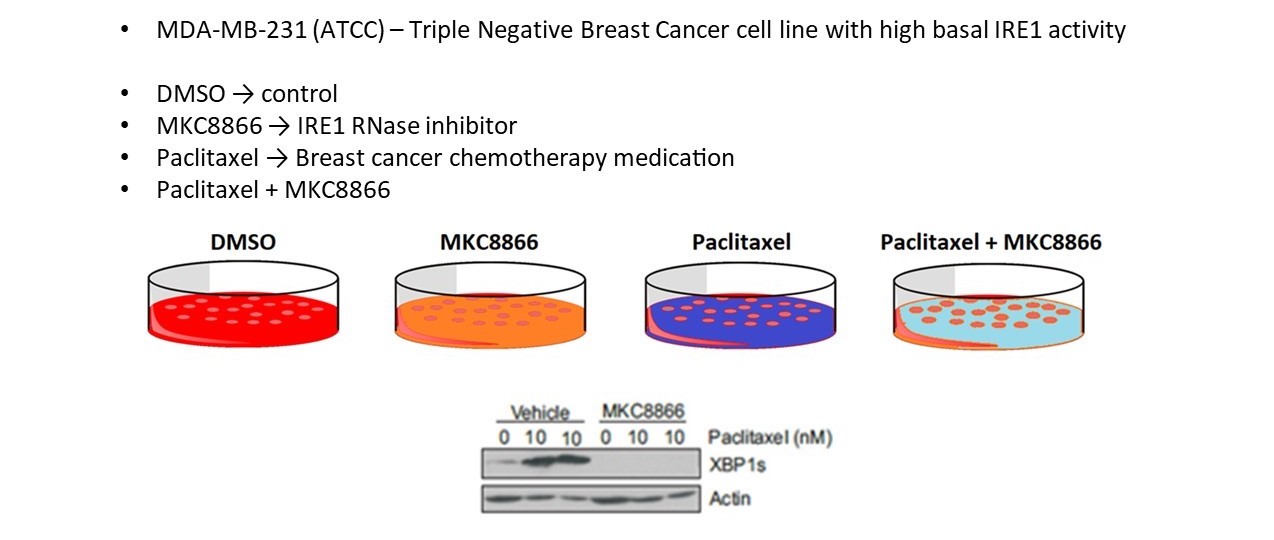 • MDA-MB-231 (ATCC) – Triple Negative Breast Cancer cell line with high basal IRE1 activity
• DMSO → control
• MKC8866 → IRE1 RNase inhibitor
• Paclitaxel → Breast cancer chemotherapy medication
• Paclitaxel + MKC8866
DMSO MKC8866 Paclitaxel Paclitaxel + MKC8866
Vehicle MKC8866
0 10 10 0 10 10 Paclitaxel (nM)
XBP1s
Actin